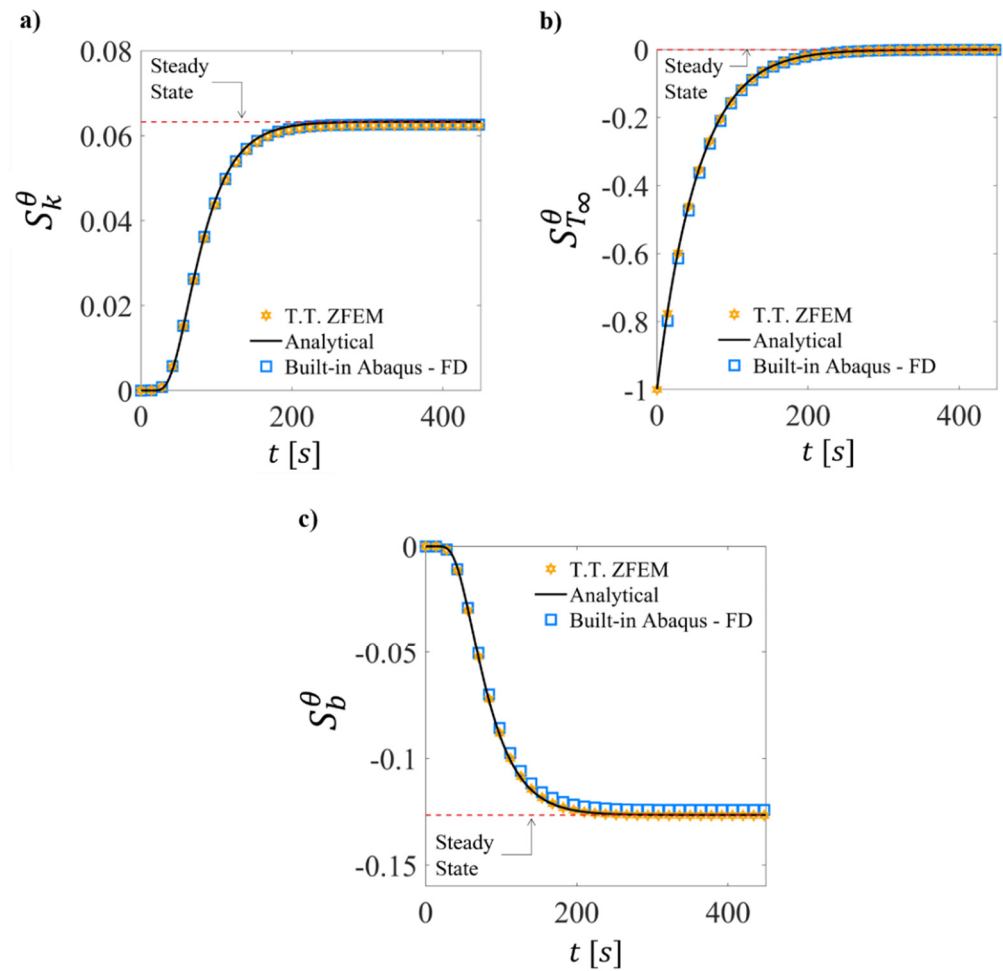 a)
0.08
0.06
0.04
0.02
0
Steady
State
S_k^θ
T.T. ZFEM
Analytical
Built-in Abaqus - FD
0 200 400
t [s]
b)
0
-0.2
-0.4
-0.6
-0.8
-1
Steady
State
S_{T∞}^θ
T.T. ZFEM
Analytical
Built-in Abaqus - FD
0 200 400
t [s]
c)
0
-0.05
-0.1
-0.15
S_b^θ
T.T. ZFEM
Analytical
Built-in Abaqus - FD
Steady
State
0 200 400
t [s]